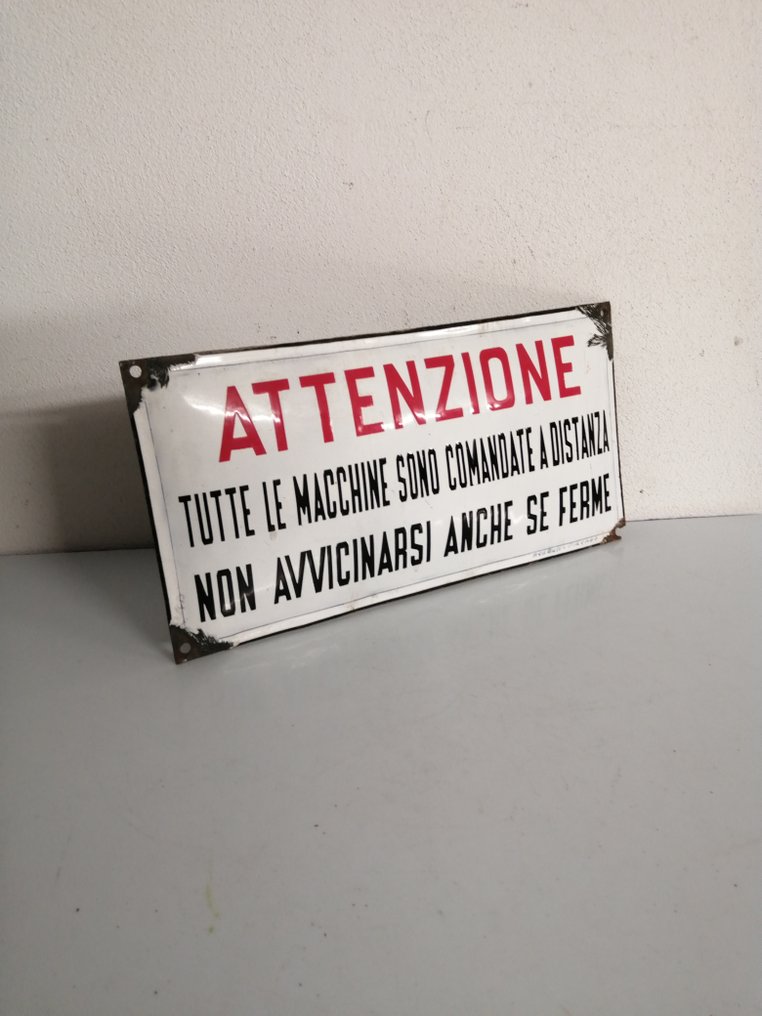 ATTENZIONE
TUTTE LE MACCHINE SONO COMANDATE A DISTANZA
NON AVVICINARSI ANCHE SE FERME